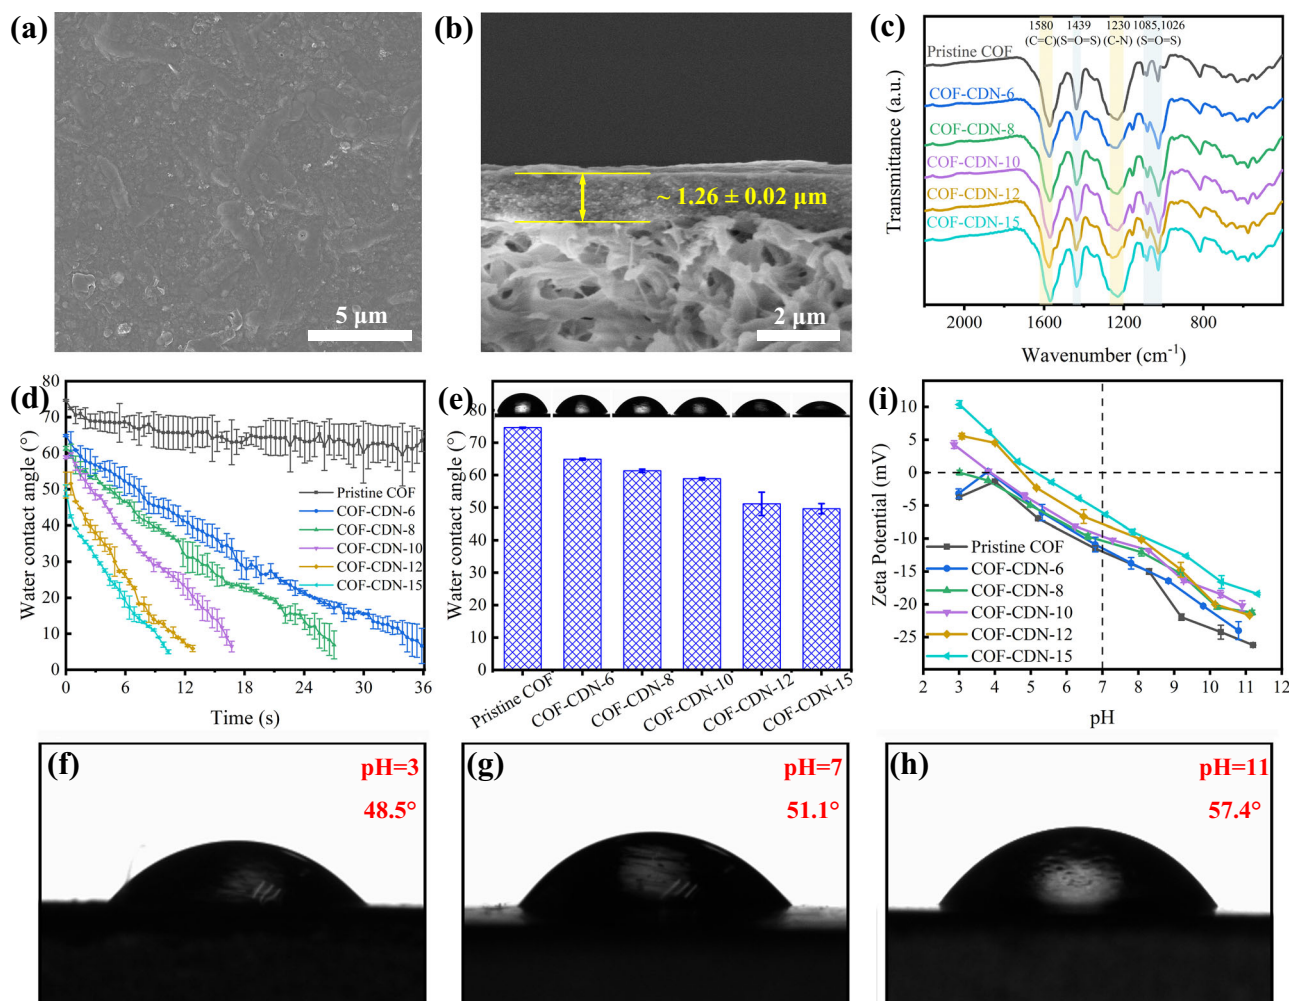 (a)
5 µm
(b)
~ 1.26 ± 0.02 µm
2 µm
(c)
1580 1439 1230 1085,1026
(C=C) (S=O=S) (C-N) (S=O=S)
Pristine COF
COF-CDN-6
COF-CDN-8
COF-CDN-10
COF-CDN-12
COF-CDN-15
Transmittance (a.u.)
2000 1600 1200 800
Wavenumber (cm⁻¹)
(d)
80
70
60
50
40
30
20
10
0
Water contact angle (°)
Pristine COF
COF-CDN-6
COF-CDN-8
COF-CDN-10
COF-CDN-12
COF-CDN-15
0 6 12 18 24 30 36
Time (s)
(e)
80
70
60
50
40
30
20
10
0
Water contact angle (°)
Pristine COF
COF-CDN-6
COF-CDN-8
COF-CDN-10
COF-CDN-12
COF-CDN-15
(i)
10
5
0
-5
-10
-15
-20
-25
Zeta Potential (mV)
Pristine COF
COF-CDN-6
COF-CDN-8
COF-CDN-10
COF-CDN-12
COF-CDN-15
2 3 4 5 6 7 8 9 10 11 12
pH
(f)
pH=3
48.5°
(g)
pH=7
51.1°
(h)
pH=11
57.4°